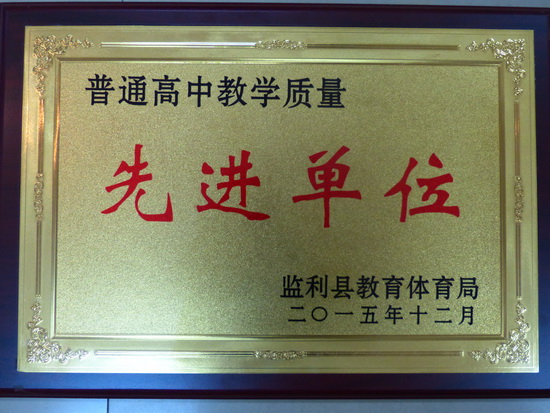 普通高中教学质量
先进单位
监利县教育体育局
二〇一五年十二月